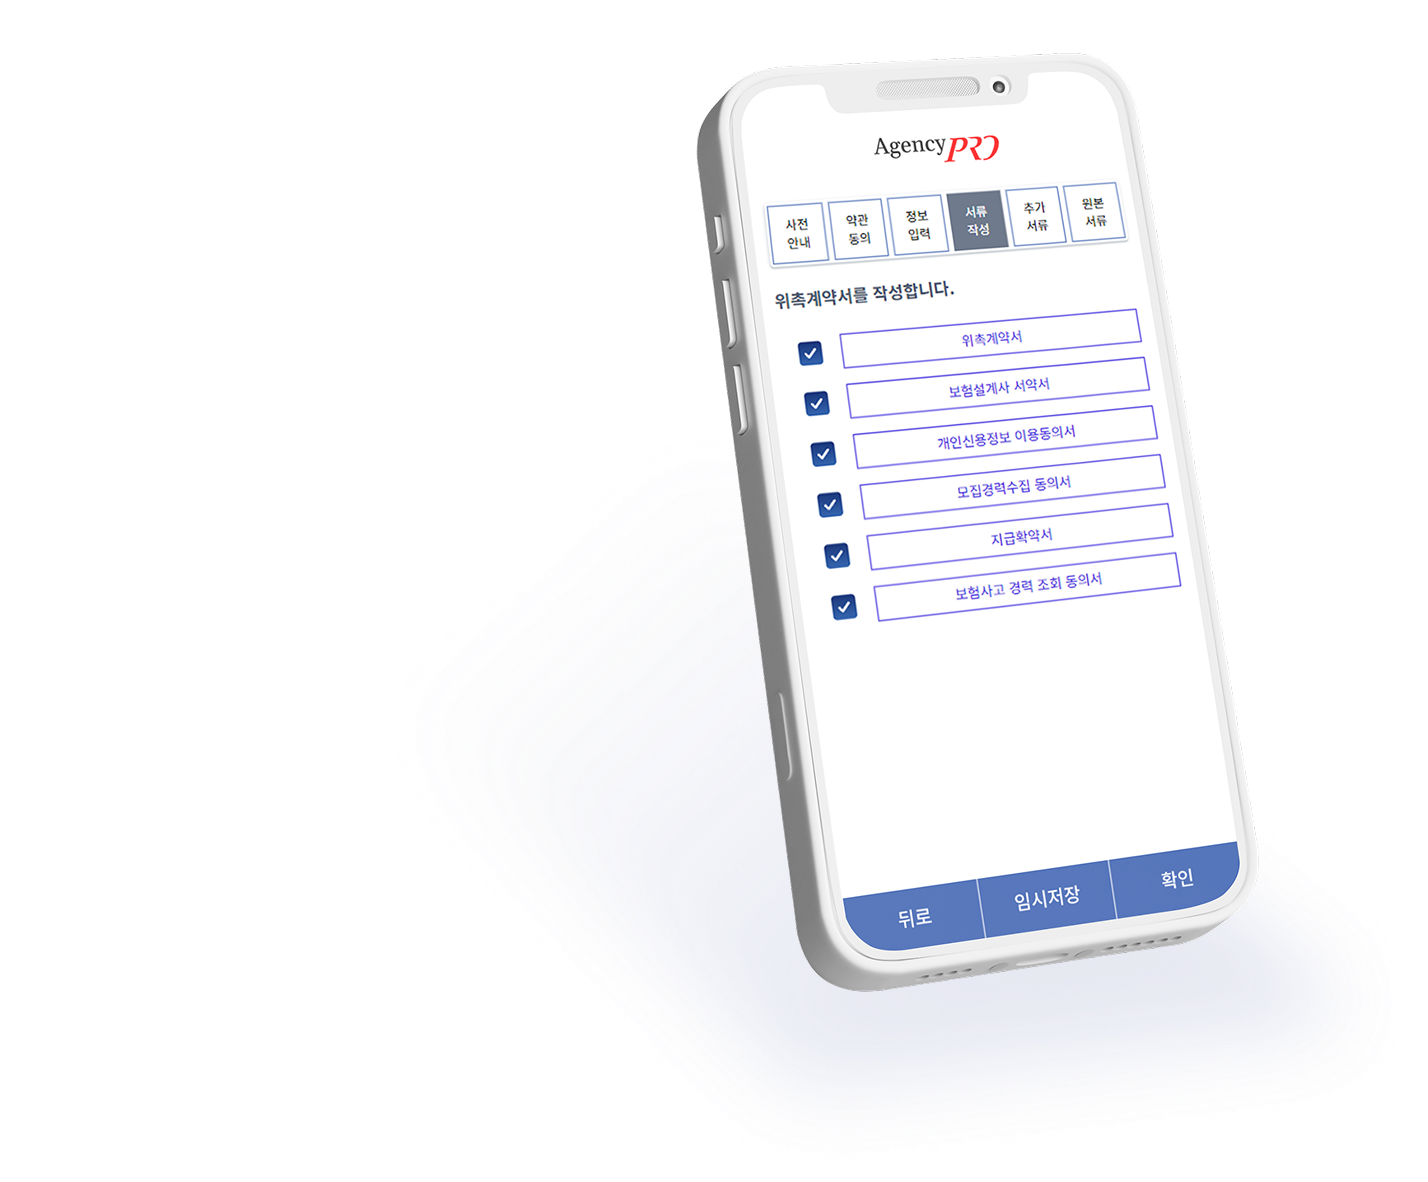 AgencyPRO
사전 안내
약관 동의
정보 입력
서류 작성
추가 서류
원본 서류
위촉계약서를 작성합니다.
위촉계약서
보험설계사 서약서
개인신용정보 이용동의서
모집경력수집 동의서
지급확약서
보험사고 경력 조회 동의서
뒤로
임시저장
확인